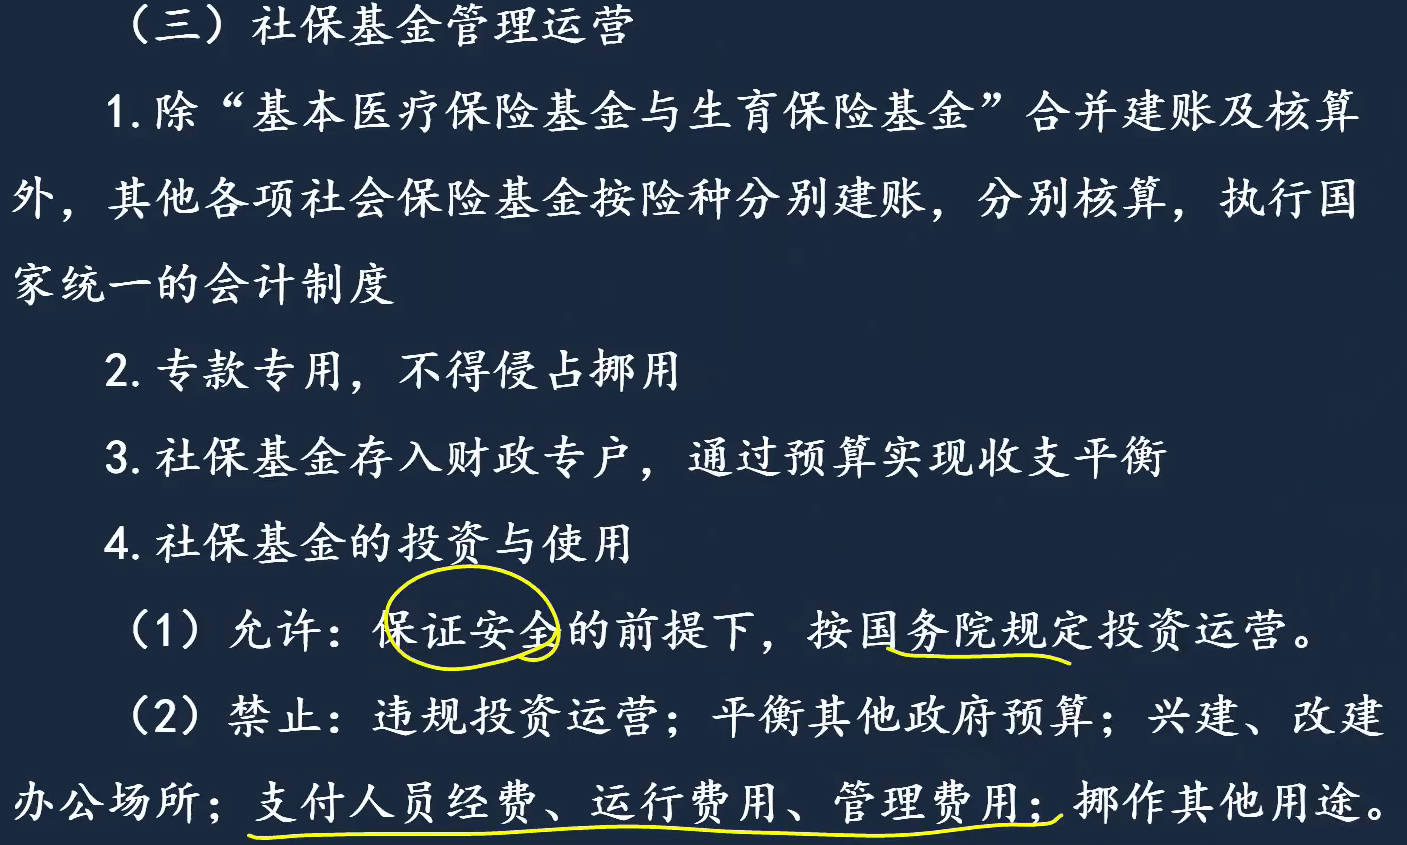 （三）社保基金管理运营
1.除“基本医疗保险基金与生育保险基金”合并建账及核算
外，其他各项社会保险基金按险种分别建账，分别核算，执行国
家统一的会计制度
2.专款专用，不得侵占挪用
3.社保基金存入财政专户，通过预算实现收支平衡
4.社保基金的投资与使用
（1）允许：保证安全的前提下，按国务院规定投资运营。
（2）禁止：违规投资运营；平衡其他政府预算；兴建、改建
办公场所；支付人员经费、运行费用、管理费用；挪作其他用途。